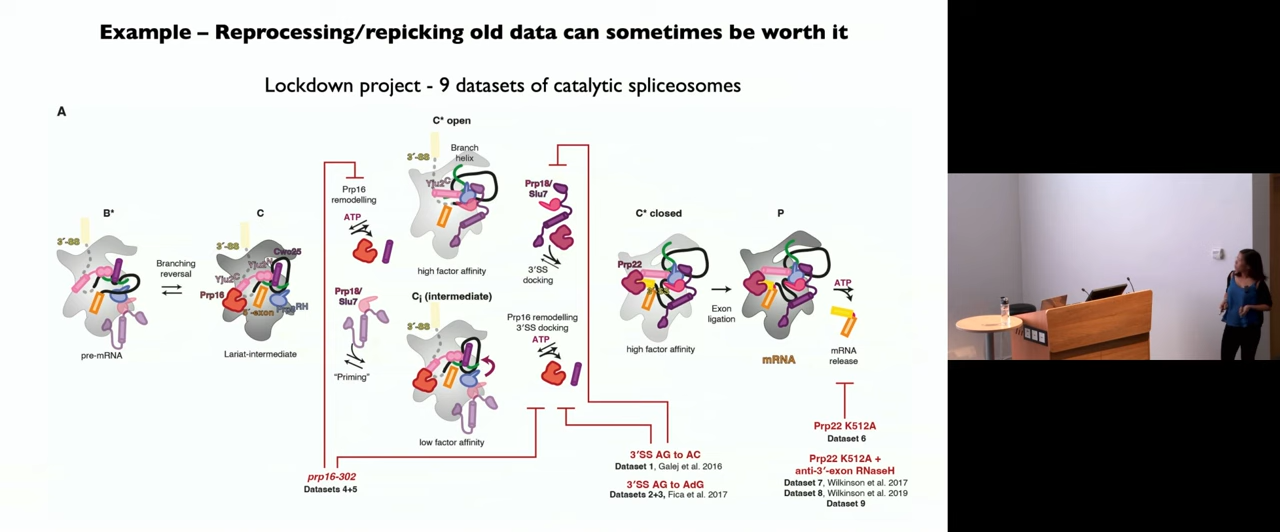 Example – Reprocessing/repicking old data can sometimes be worth it
Lockdown project - 9 datasets of catalytic spliceosomes
A
B*
3´-SS
pre-mRNA
Branching
reversal
C
3´-SS
Cwc25
Yju2N
Yju2C
Prp16
5´-exon
Lariat-intermediate
Prp16
remodelling
ATP
Prp18/
Slu7
"Priming"
C* open
3´-SS
Branch
helix
Yju2C
high factor affinity
Ci (intermediate)
3´-SS
low factor affinity
Prp18/
Slu7
3´SS
docking
Prp16 remodelling
3´SS docking
ATP
C* closed
Prp22
high factor affinity
Exon
ligation
P
mRNA
ATP
mRNA
release
prp16-302
Datasets 4+5
3´SS AG to AC
Dataset 1, Galej et al. 2016
3´SS AG to AdG
Datasets 2+3, Fica et al. 2017
Prp22 K512A
Dataset 6
Prp22 K512A +
anti-3´-exon RNaseH
Dataset 7, Wilkinson et al. 2017
Dataset 8, Wilkinson et al. 2019
Dataset 9